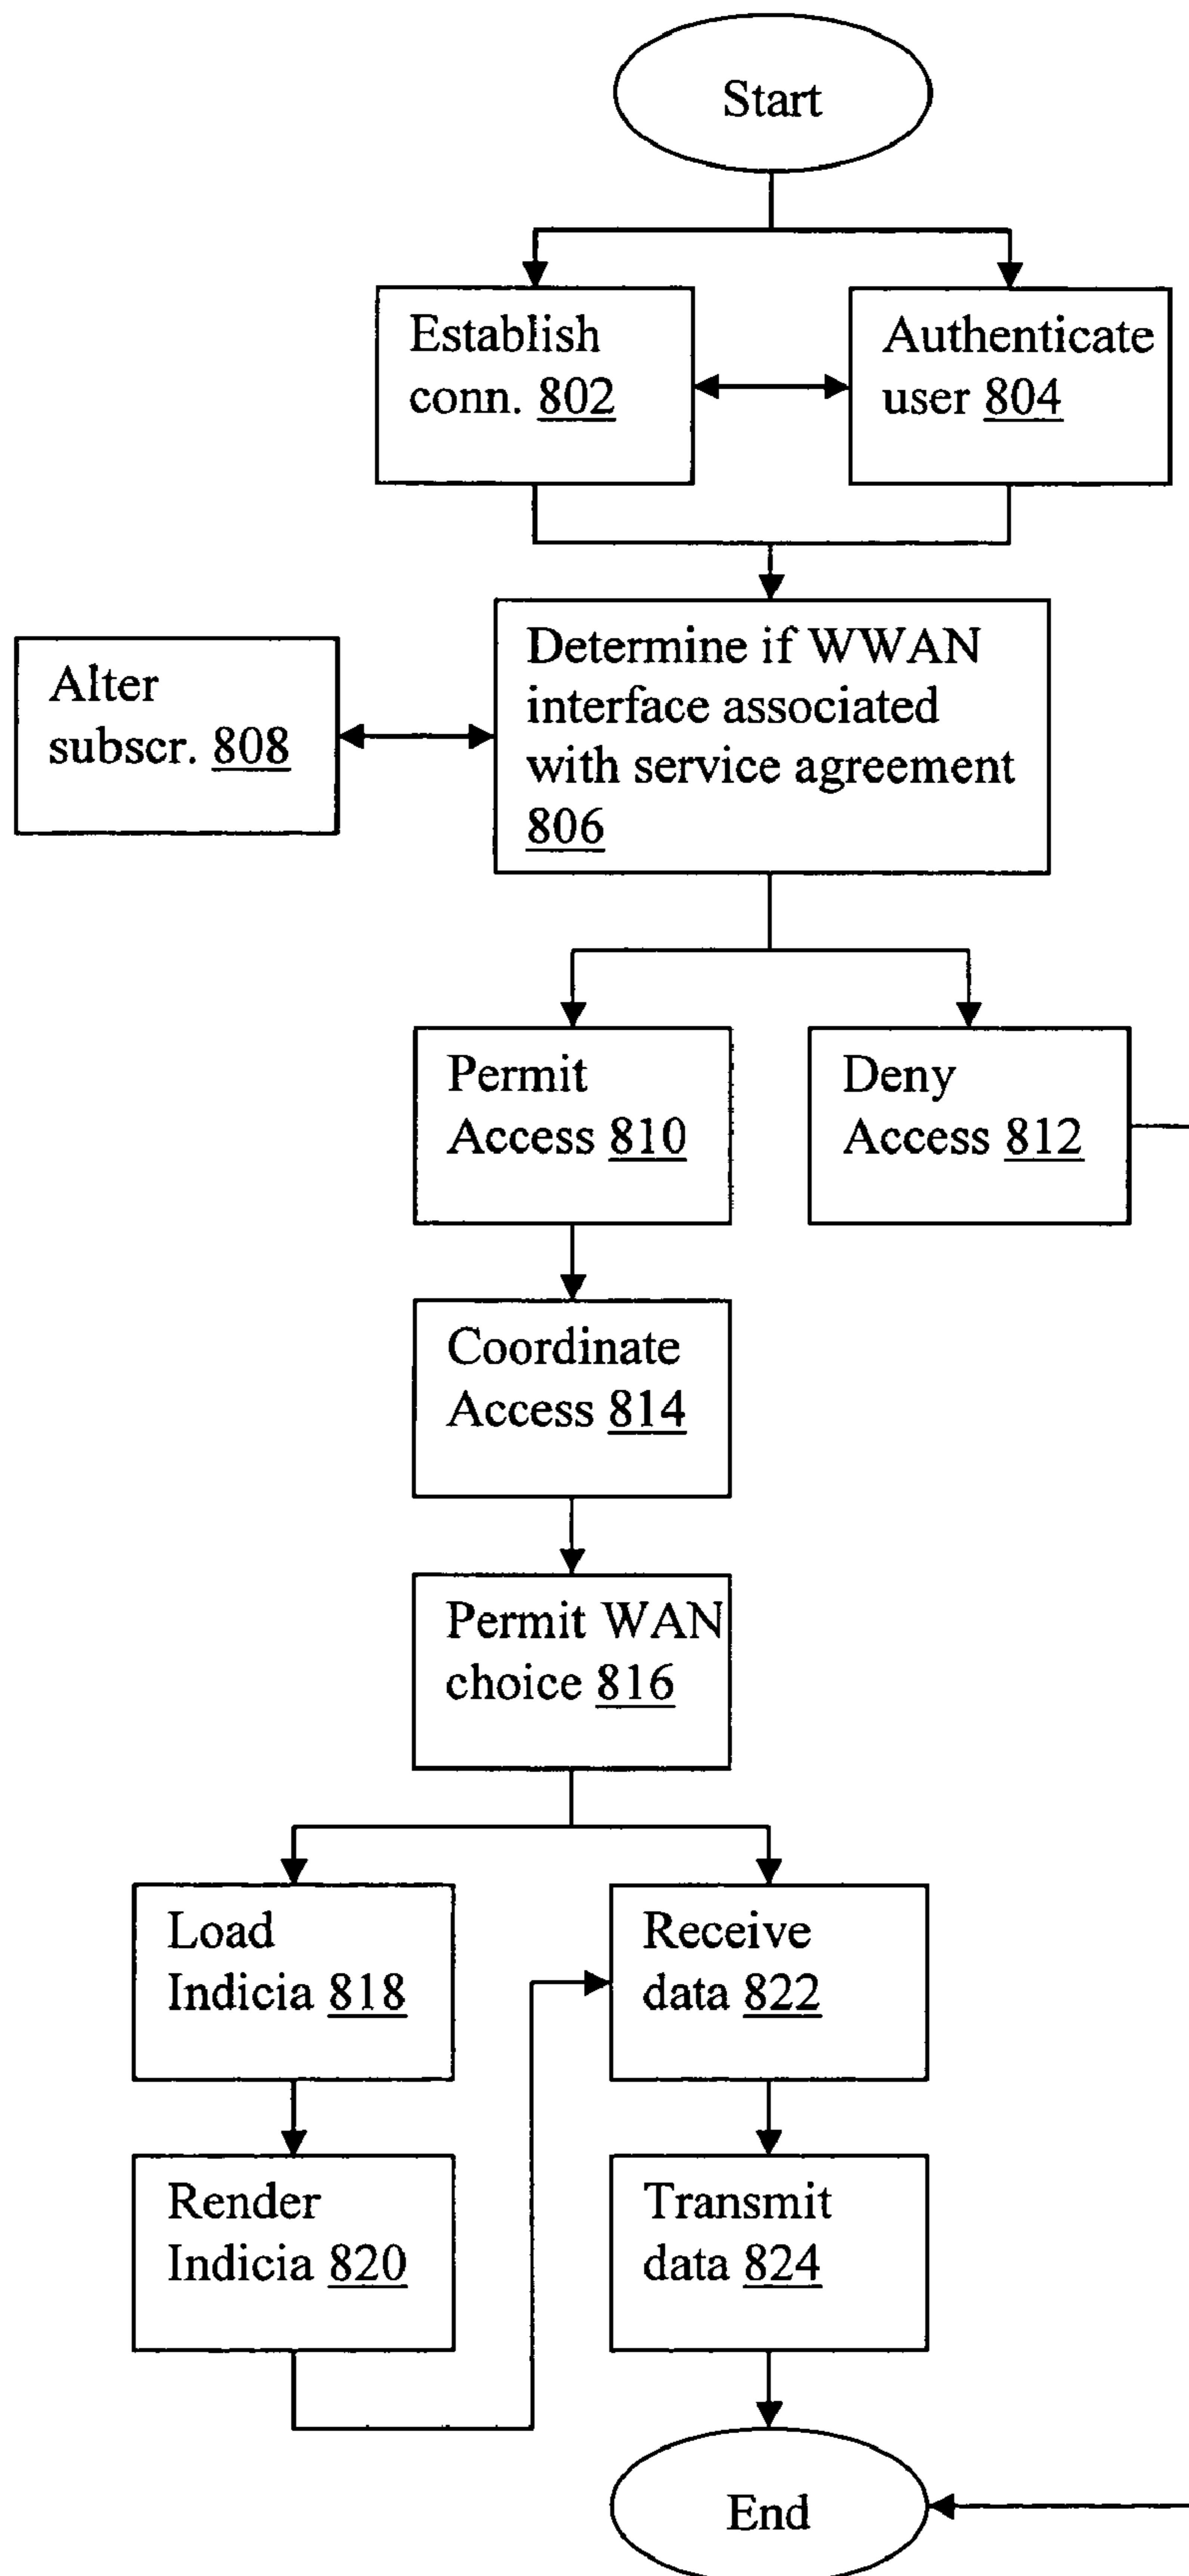 Start
Establish
conn. 802
Authenticate
user 804
Determine if WWAN
interface associated
with service agreement
806
Alter
subscr. 808
Permit
Access 810
Deny
Access 812
Coordinate
Access 814
Permit WAN
choice 816
Load
Indicia 818
Receive
data 822
Render
Indicia 820
Transmit
data 824
End